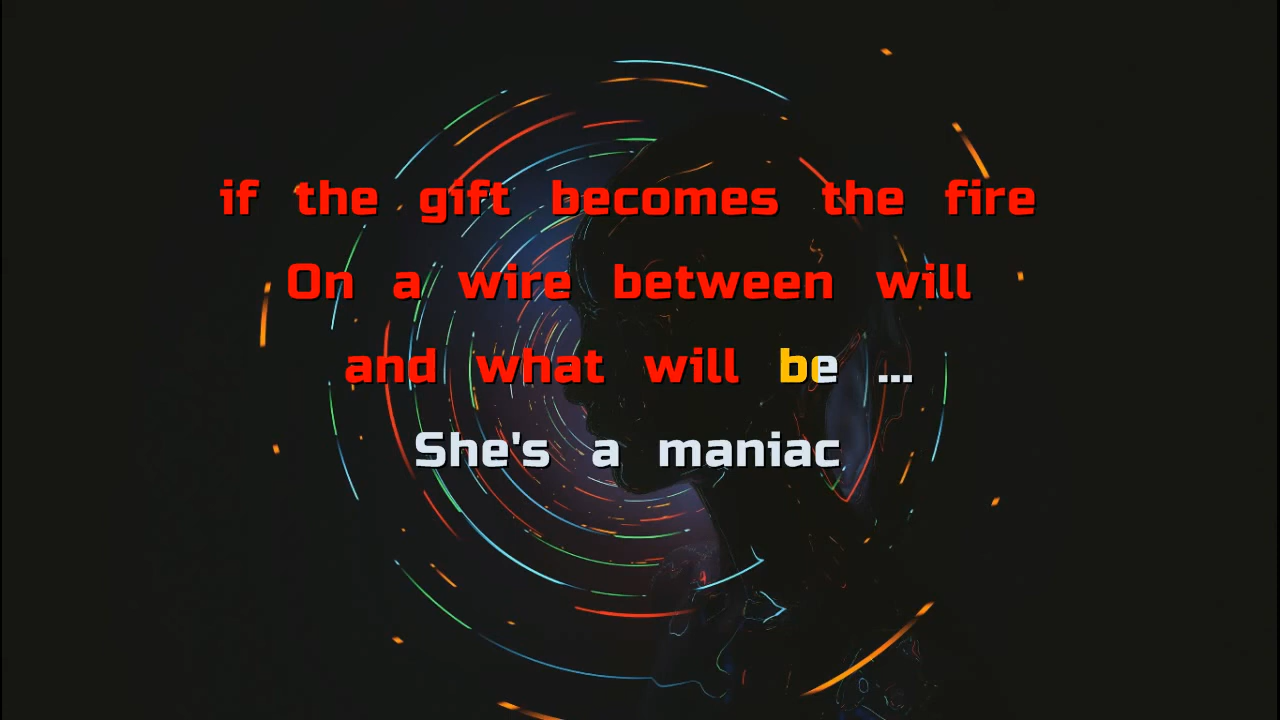 if the gift becomes the fire
On a wire between will
and what will be ...
She's a maniac